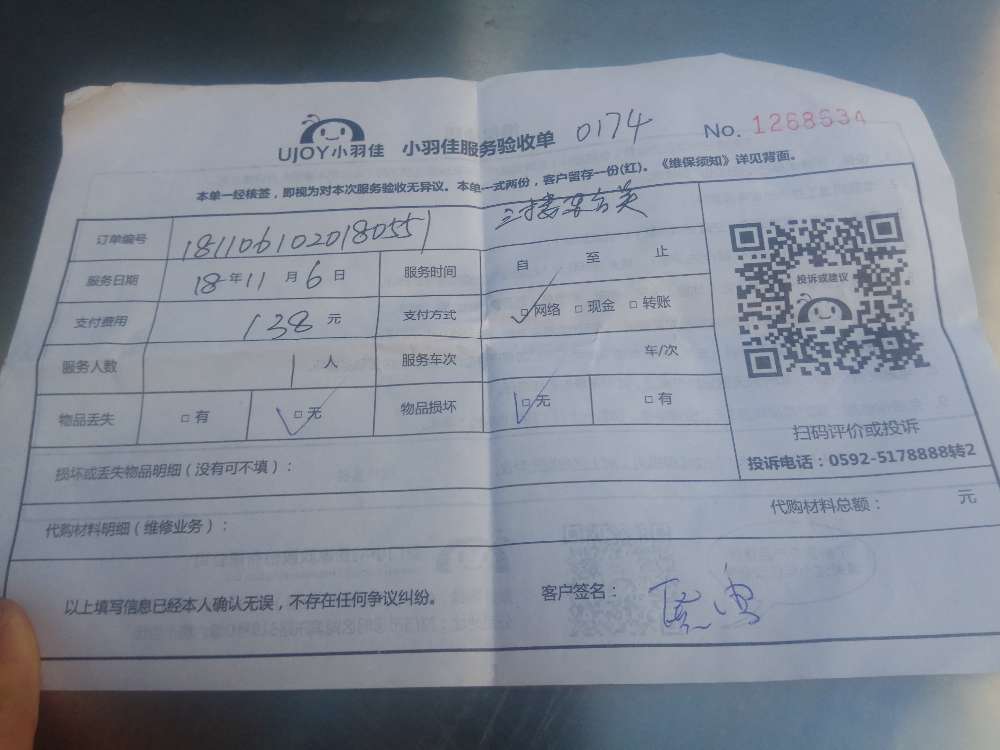 UJOY小羽佳 小羽佳服务验收单 0174 No. 1268634
本单一经核签，即视为对本次服务验收无异议。本单一式两份，客户留存一份(红)。《维保须知》详见背面。
订单编号 1811061020180551
服务日期 18 年 11 月 6 日 服务时间 自 至 止
支付费用 138 元 支付方式 □网络 □现金 □转账
服务人数 1 人 服务车次 车/次
物品丢失 □有 □无 物品损坏 □无 □有
投诉或建议
扫码评价或投诉
投诉电话：0592-5178888转2
损坏或丢失物品明细（没有可不填）：
代购材料明细（维修业务）： 代购材料总额： 元
以上填写信息已经本人确认无误，不存在任何争议纠纷。 客户签名：